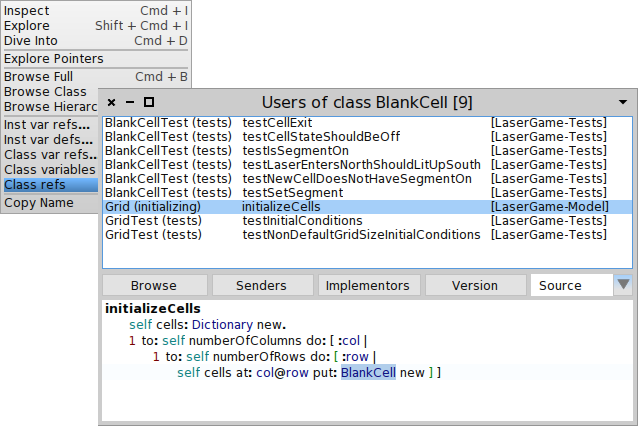 Inspect Cmd + I
Explore Shift + Cmd + I
Dive Into Cmd + D
Explore Pointers
Browse Full Cmd + B
Browse Class
Browse Hierarc
Inst var refs...
Inst var defs...
Class var refs..
Class variables
Class refs
Copy Name
Users of class BlankCell [9]
BlankCellTest (tests) testCellExit [LaserGame-Tests]
BlankCellTest (tests) testCellStateShouldBeOff [LaserGame-Tests]
BlankCellTest (tests) testIsSegmentOn [LaserGame-Tests]
BlankCellTest (tests) testLaserEntersNorthShouldLitUpSouth [LaserGame-Tests]
BlankCellTest (tests) testNewCellDoesNotHaveSegmentOn [LaserGame-Tests]
BlankCellTest (tests) testSetSegment [LaserGame-Tests]
Grid (initializing) initializeCells [LaserGame-Model]
GridTest (tests) testInitialConditions [LaserGame-Tests]
GridTest (tests) testNonDefaultGridSizeInitialConditions [LaserGame-Tests]
Browse Senders Implementors Version Source
initializeCells
self cells: Dictionary new.
1 to: self numberOfColumns do: [ :col |
1 to: self numberOfRows do: [ :row |
self cells at: col@row put: BlankCell new ] ]